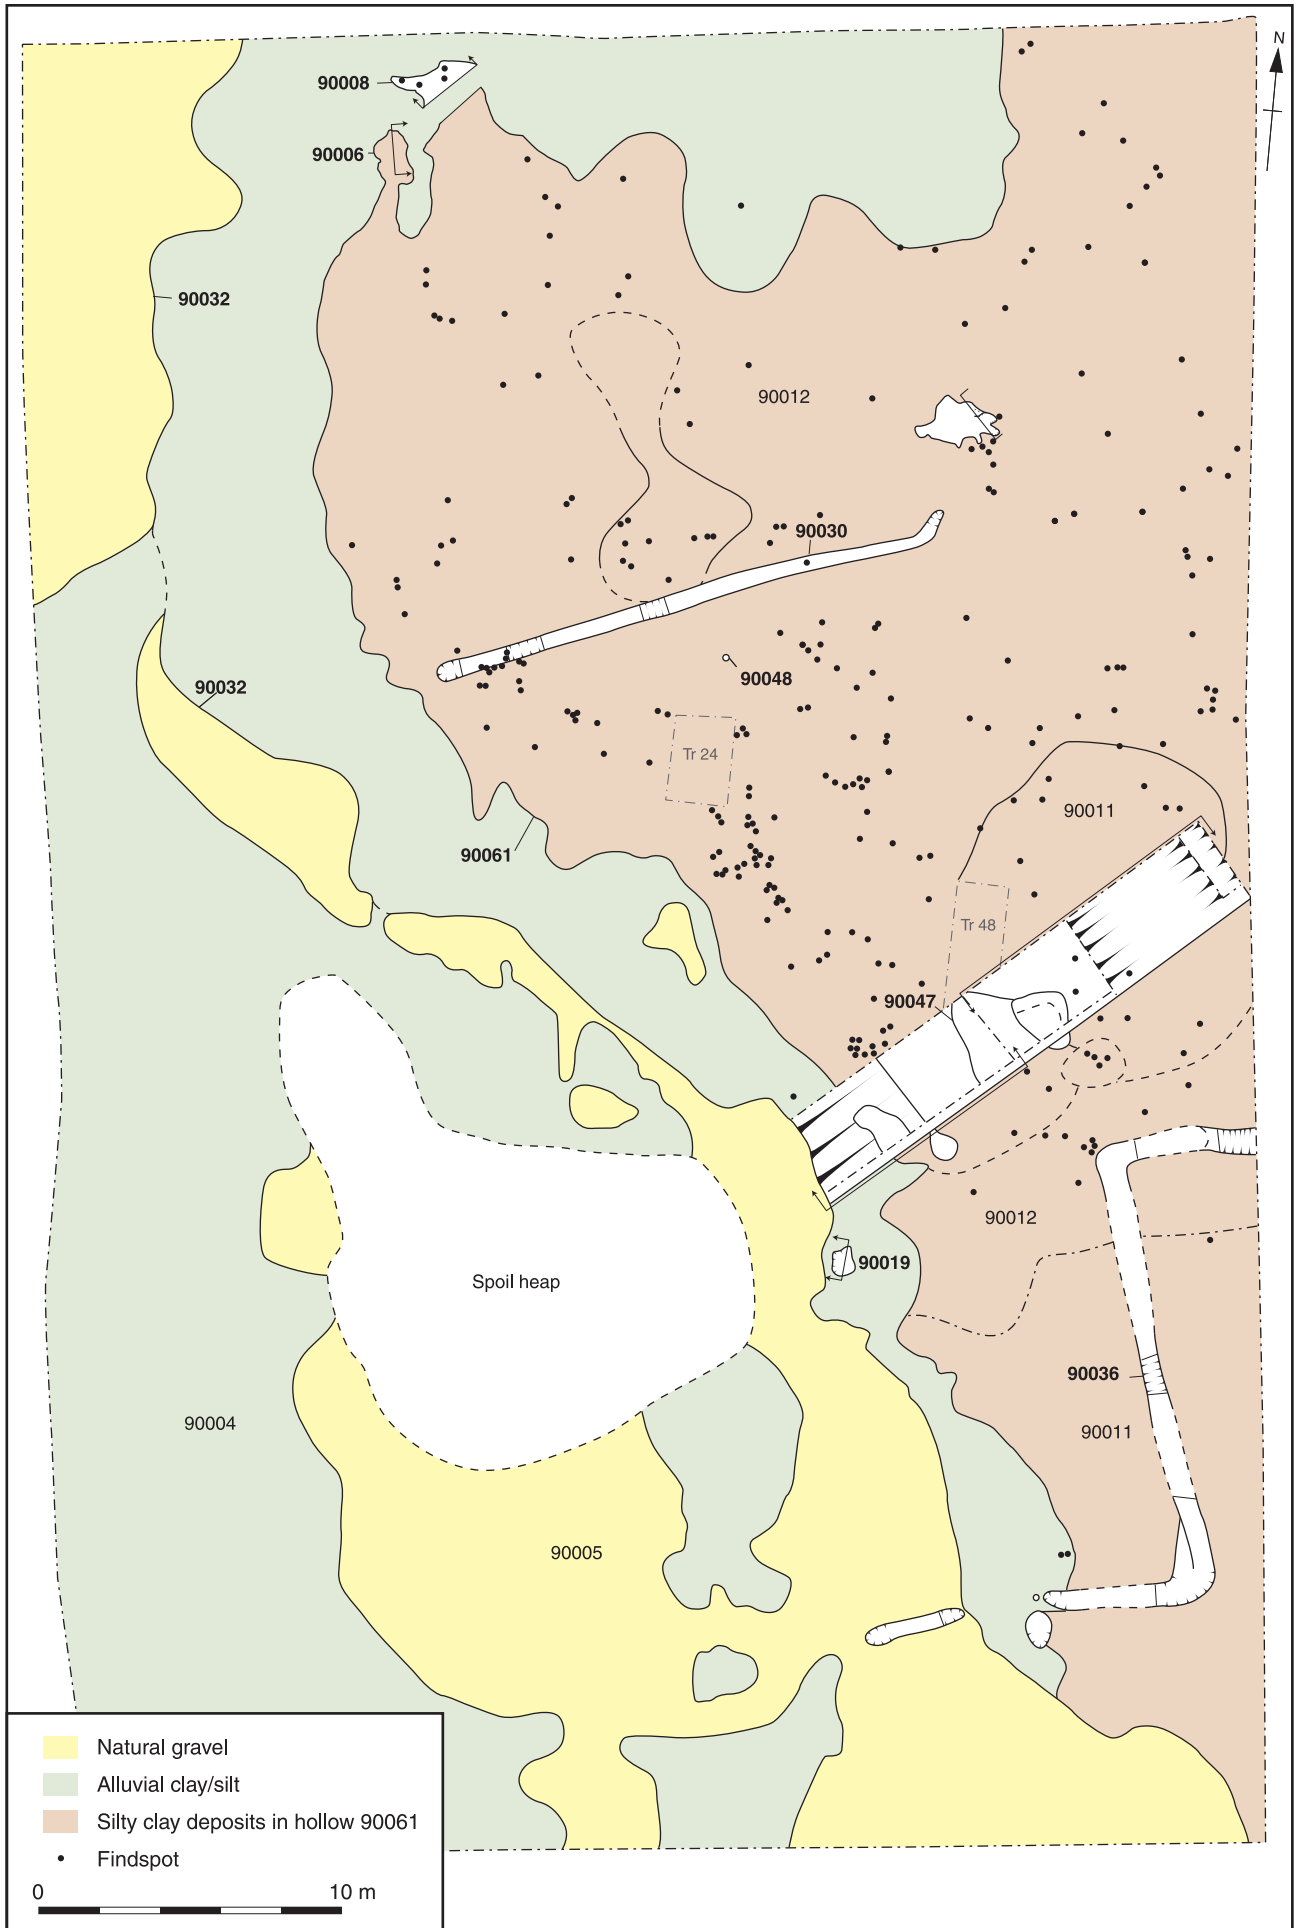 N
90008
90006
90032
90012
90030
90048
90032
Tr 24
90011
90061
Tr 48
90047
90012
90019
Spoil heap
90036
90004
90011
90005
Natural gravel
Alluvial clay/silt
Silty clay deposits in hollow 90061
Findspot
0 10 m